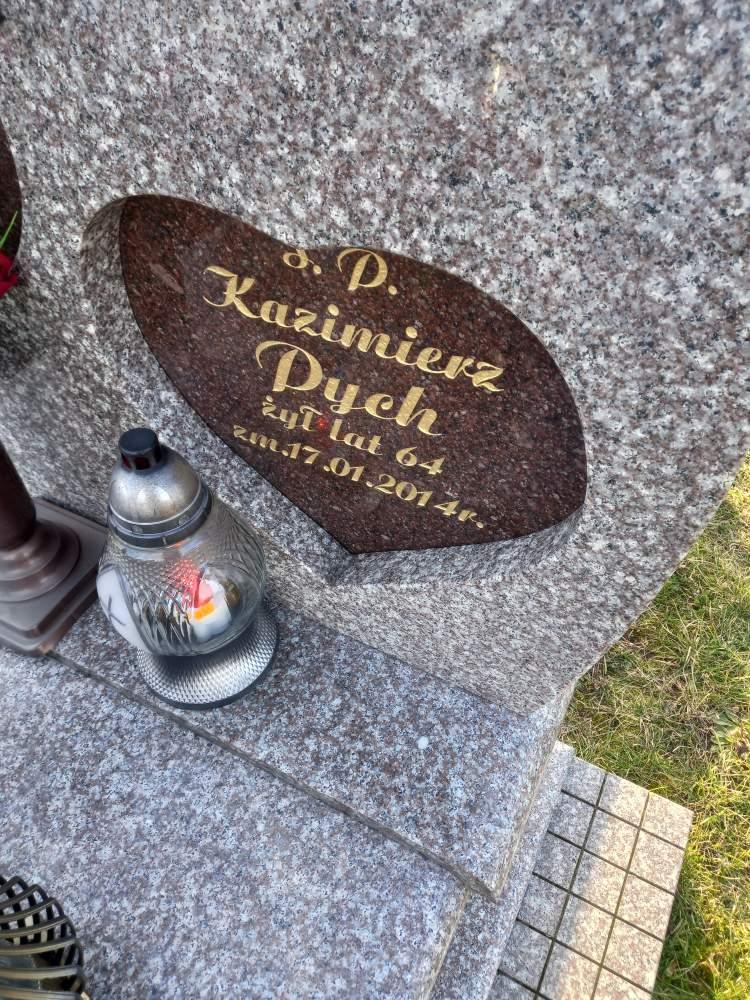 Ś. P.
Kazimierz
Pych
żył lat 64
zm.17.01.2014r.